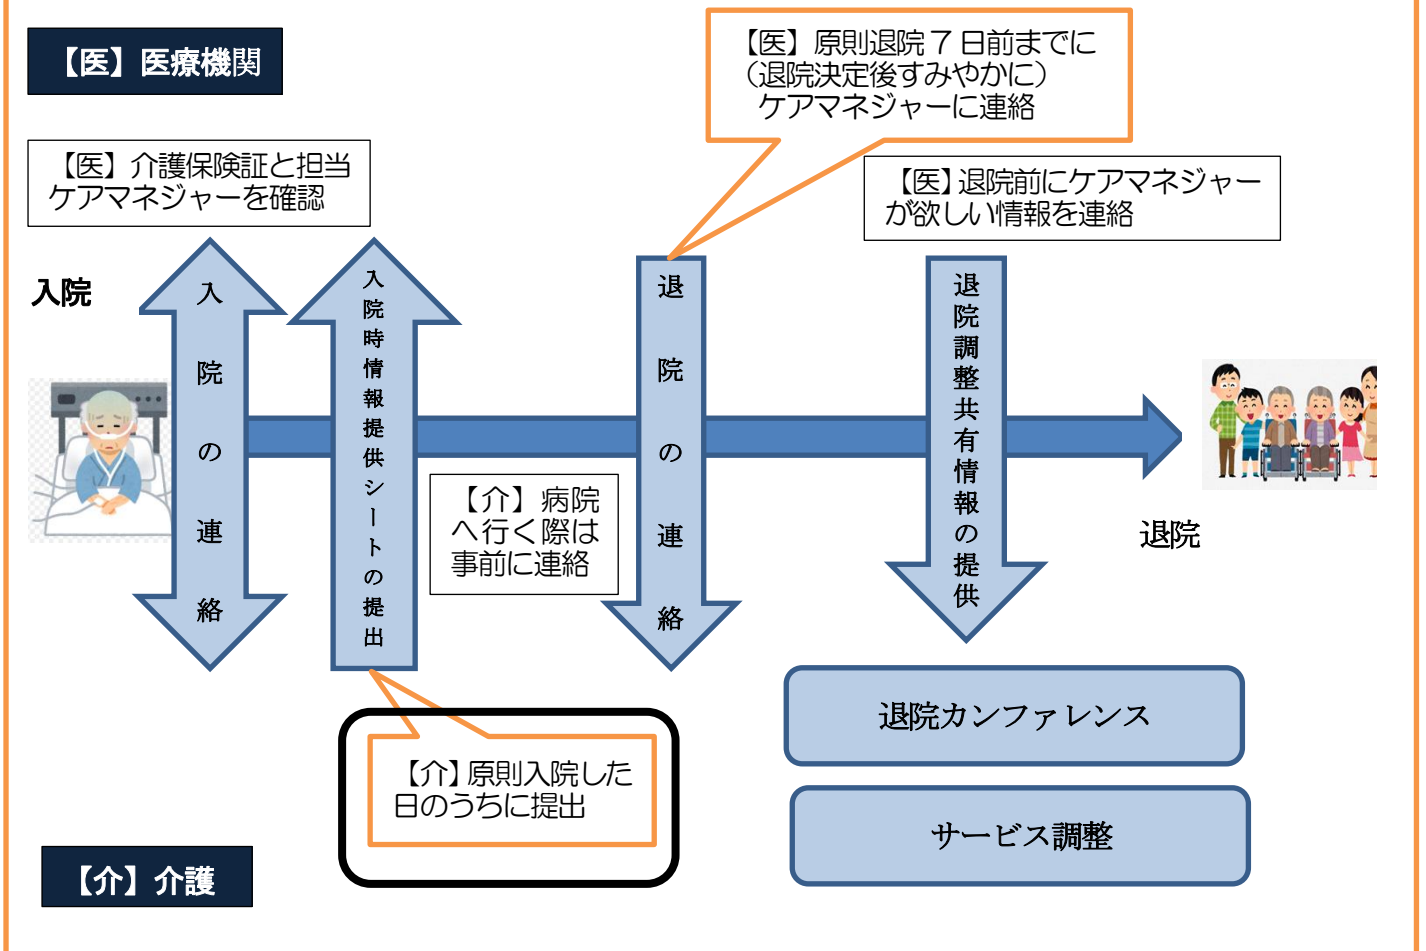 【医】医療機関
【医】原則退院７日前までに
（退院決定後すみやかに）
ケアマネジャーに連絡
【医】介護保険証と担当
ケアマネジャーを確認
【医】退院前にケアマネジャー
が欲しい情報を連絡
入院
入院の連絡
入院時情報提供シートの提出
退院の連絡
退院調整共有情報の提供
【介】病院
へ行く際は
事前に連絡
退院
退院カンファレンス
【介】原則入院した
日のうちに提出
サービス調整
【介】介護